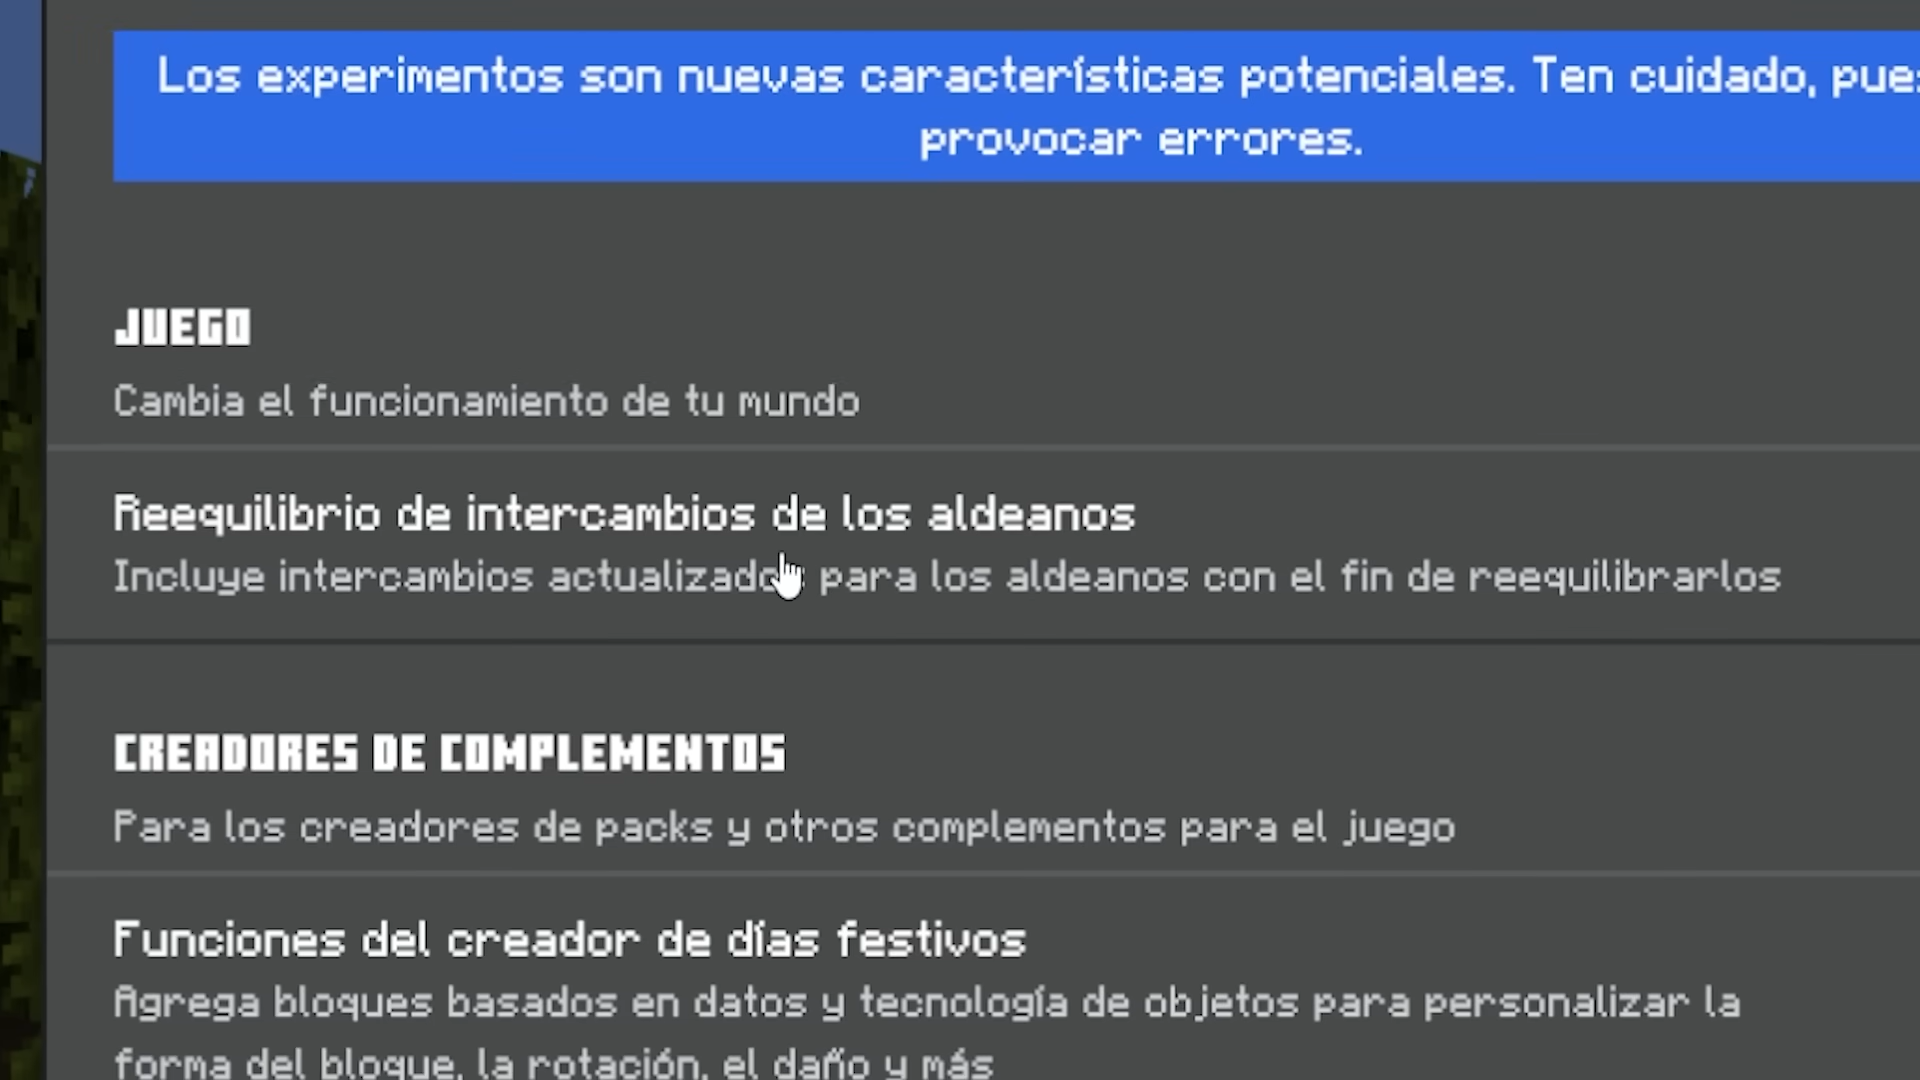 Los experimentos son nuevas características potenciales. Ten cuidado,
provocar errores.
JUEGO
Cambia el funcionamiento de tu mundo
Reequilibrio de intercambios de los aldeanos
Incluye intercambios actualizados para los aldeanos con el fin de reequilibrarlos
CREADORES DE COMPLEMENTOS
Para los creadores de packs y otros complementos para el juego
Funciones del creador de días festivos
Agrega bloques basados en datos y tecnología de objetos para personalizar la
forma del bloque, la rotación, el daño y más